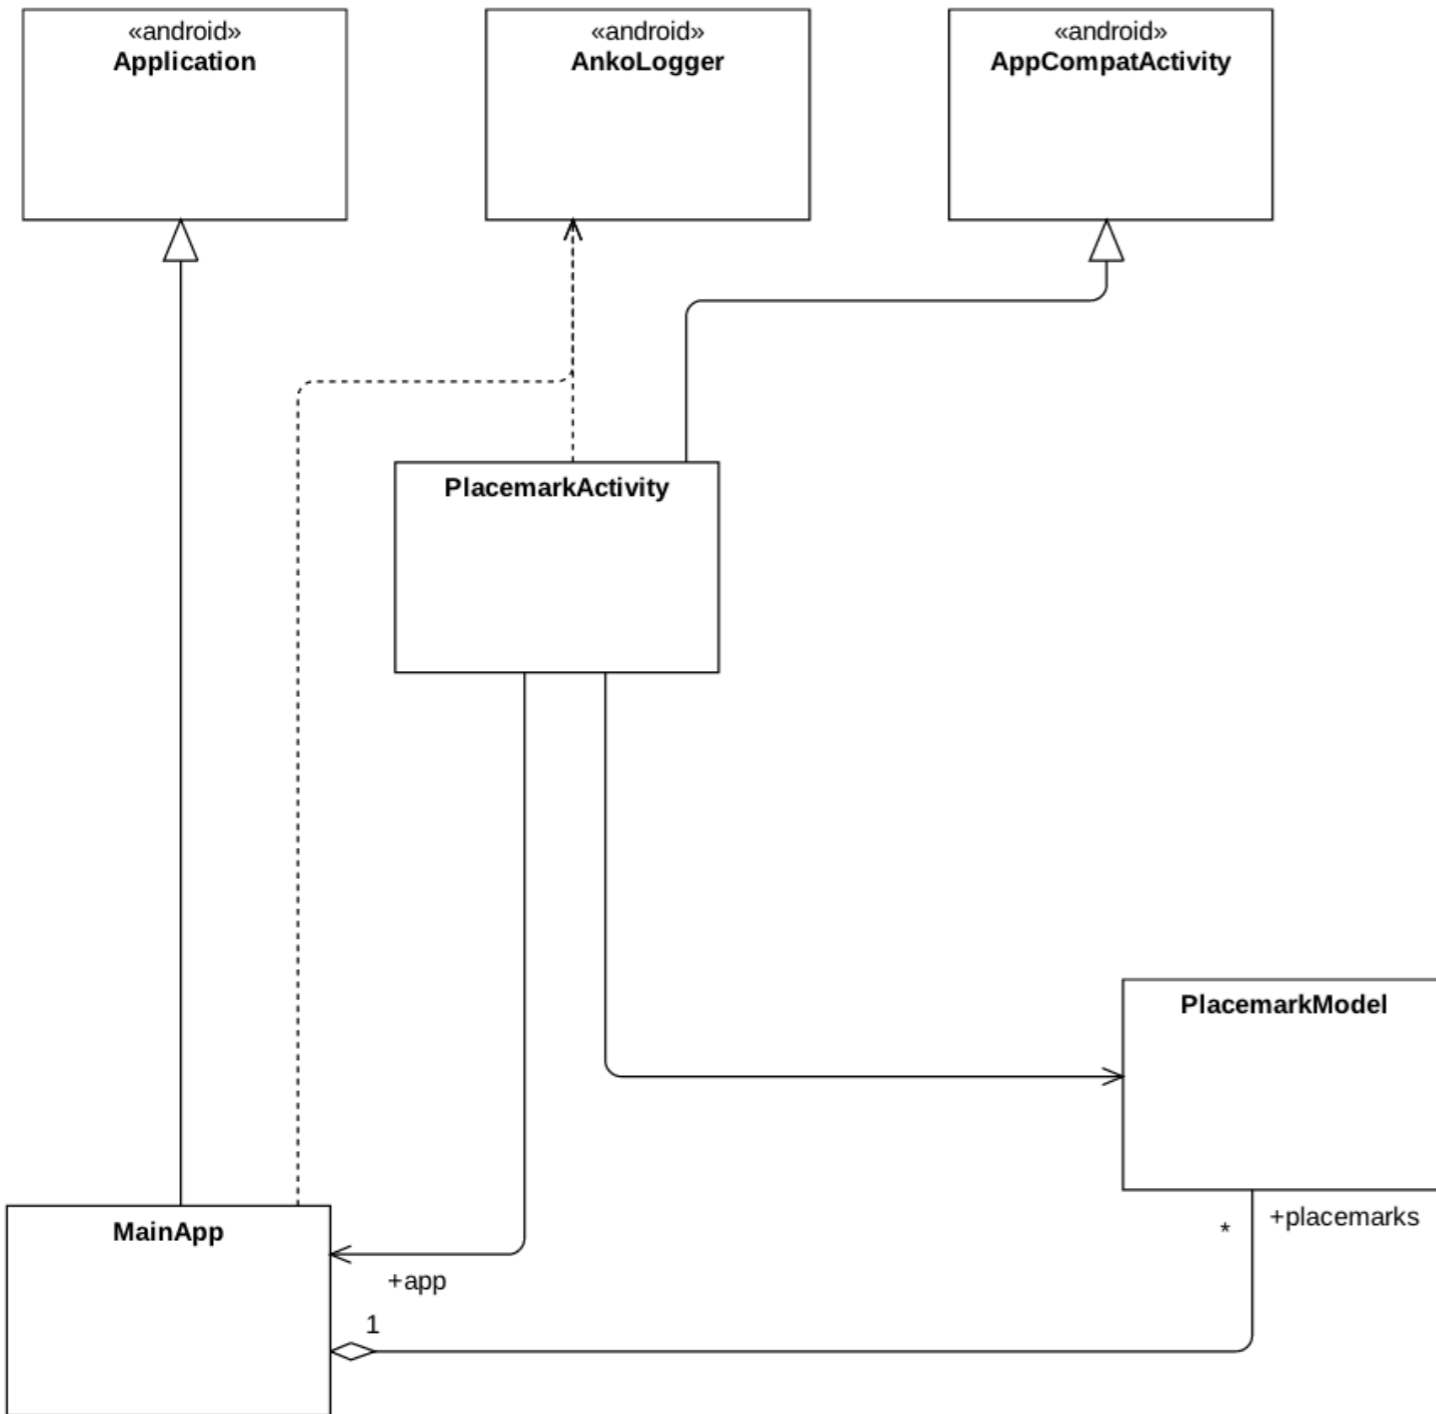 «android»
Application
«android»
AnkoLogger
«android»
AppCompatActivity
PlacemarkActivity
PlacemarkModel
MainApp
+app
1
*
+placemarks